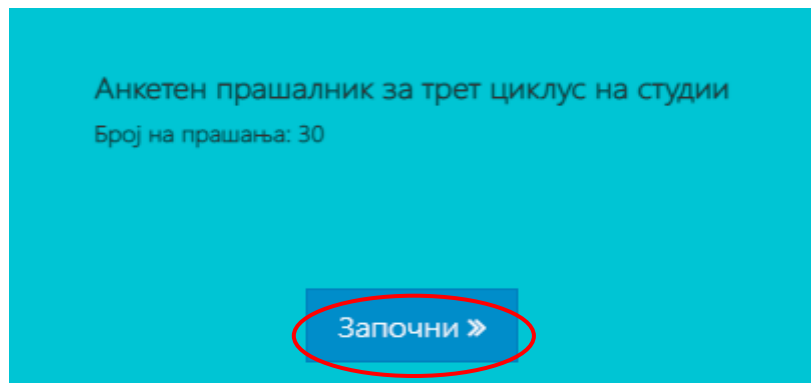 Анкетен прашалник за трет циклус на студии
Број на прашања: 30
Започни »